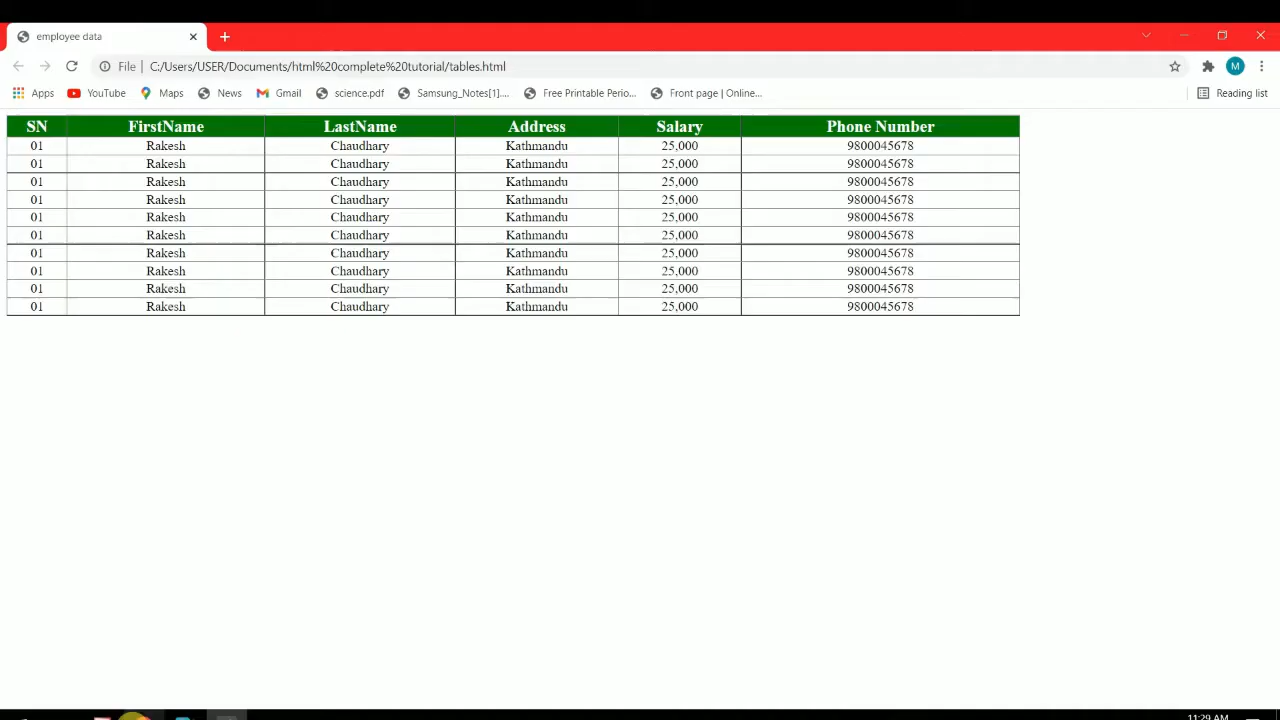 employee data
File C:/Users/USER/Documents/html%20complete%20tutorial/tables.html M
Apps YouTube Maps News Gmail science.pdf Samsung_Notes[1].... Free Printable Perio... Front page | Online... Reading list
SN FirstName LastName Address Salary Phone Number
01 Rakesh Chaudhary Kathmandu 25,000 9800045678
01 Rakesh Chaudhary Kathmandu 25,000 9800045678
01 Rakesh Chaudhary Kathmandu 25,000 9800045678
01 Rakesh Chaudhary Kathmandu 25,000 9800045678
01 Rakesh Chaudhary Kathmandu 25,000 9800045678
01 Rakesh Chaudhary Kathmandu 25,000 9800045678
01 Rakesh Chaudhary Kathmandu 25,000 9800045678
01 Rakesh Chaudhary Kathmandu 25,000 9800045678
01 Rakesh Chaudhary Kathmandu 25,000 9800045678
01 Rakesh Chaudhary Kathmandu 25,000 9800045678
11:29 AM